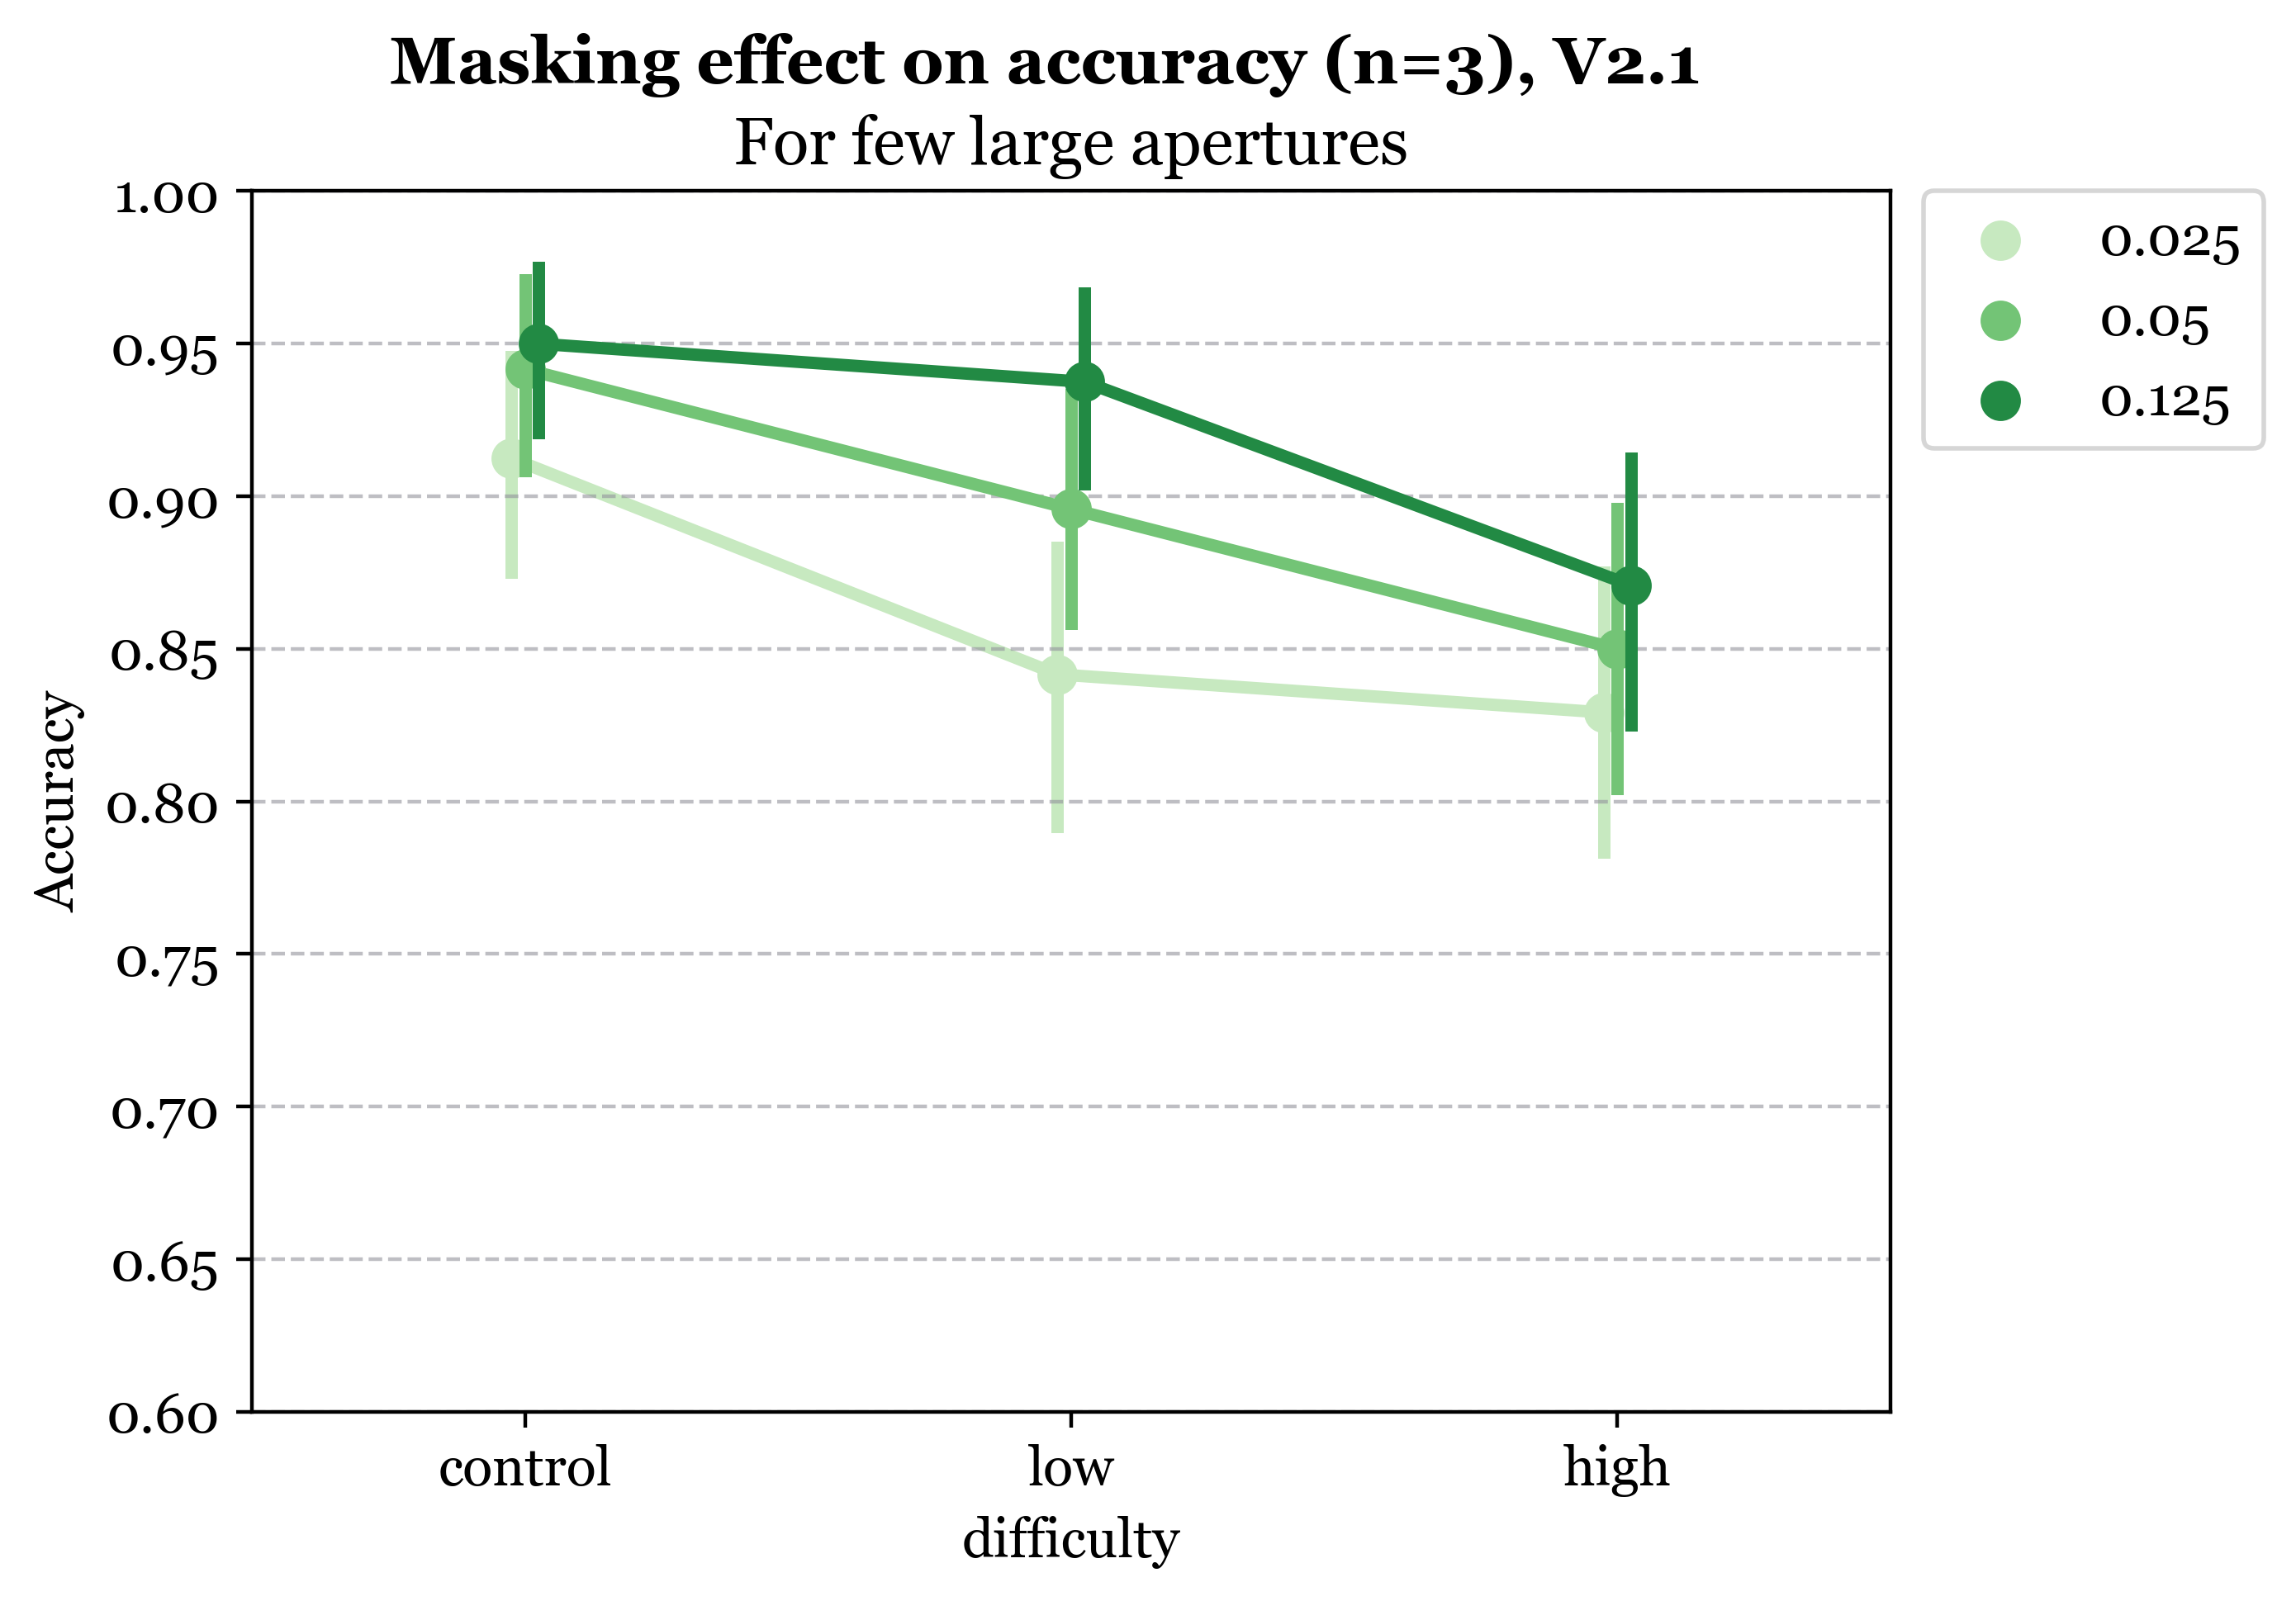 Masking effect on accuracy (n=3), V2.1
For few large apertures
1.00
0.95
0.90
0.85
0.80
0.75
0.70
0.65
0.60
Accuracy
control
low
high
difficulty
0.025
0.05
0.125